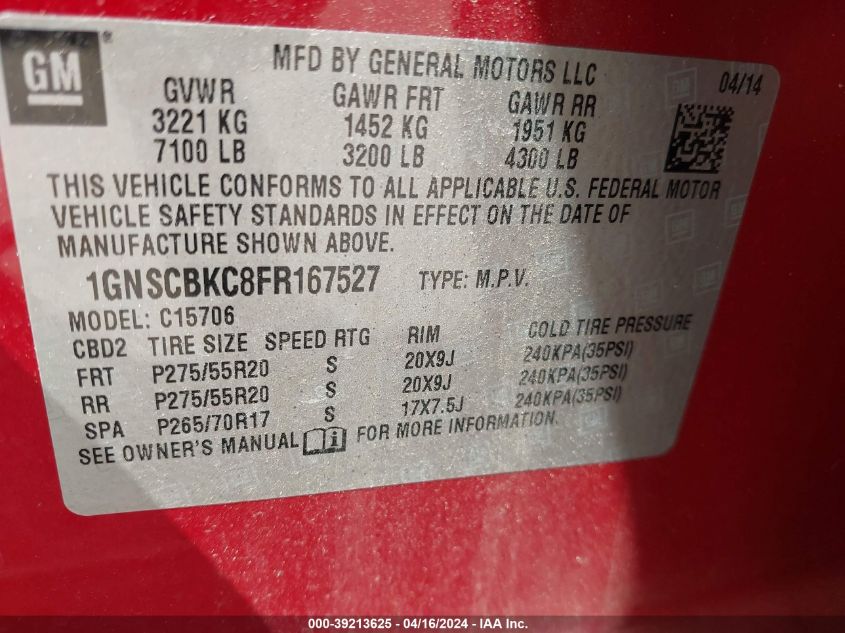 GM ®
MFD BY GENERAL MOTORS LLC
04/14
GVWR GAWR FRT GAWR RR
3221 KG 1452 KG 1951 KG
7100 LB 3200 LB 4300 LB
THIS VEHICLE CONFORMS TO ALL APPLICABLE U.S. FEDERAL MOTOR
VEHICLE SAFETY STANDARDS IN EFFECT ON THE DATE OF
MANUFACTURE SHOWN ABOVE.
1GNSCBKC8FR167527 TYPE: M.P.V.
MODEL: C15706
CBD2 TIRE SIZE SPEED RTG RIM COLD TIRE PRESSURE
FRT P275/55R20 S 20X9J 240KPA(35PSI)
RR P275/55R20 S 20X9J 240KPA(35PSI)
SPA P265/70R17 S 17X7.5J 240KPA(35PSI)
SEE OWNER'S MANUAL FOR MORE INFORMATION.
000-39213625 - 04/16/2024 - IAA Inc.